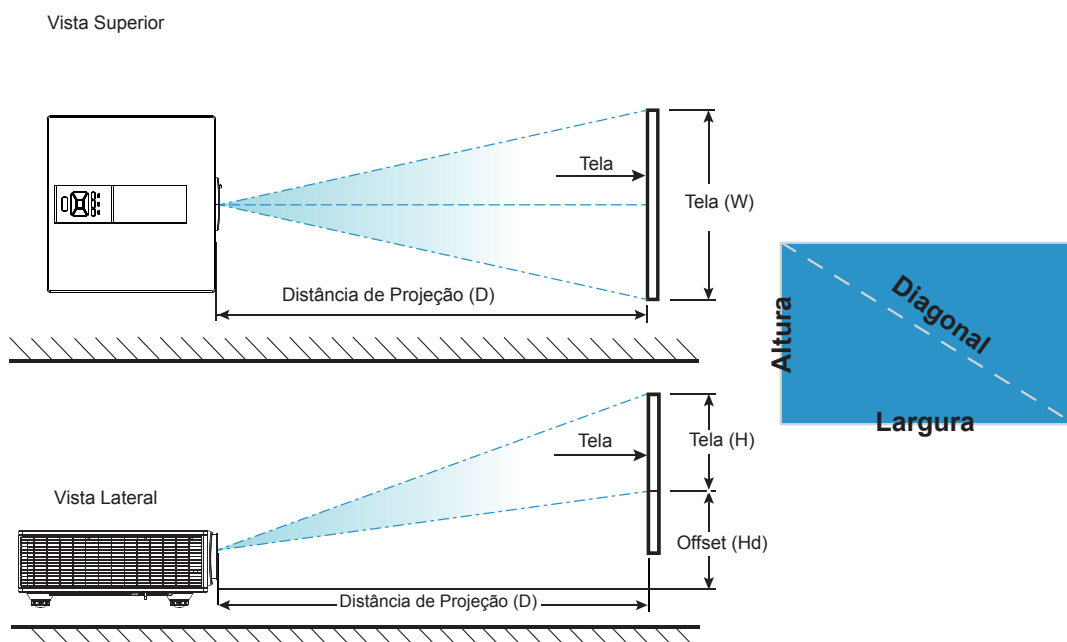 Vista Superior
Tela
Tela (W)
Distância de Projeção (D)
Altura
Diagonal
Largura
Tela
Tela (H)
Vista Lateral
Offset (Hd)
Distância de Projeção (D)